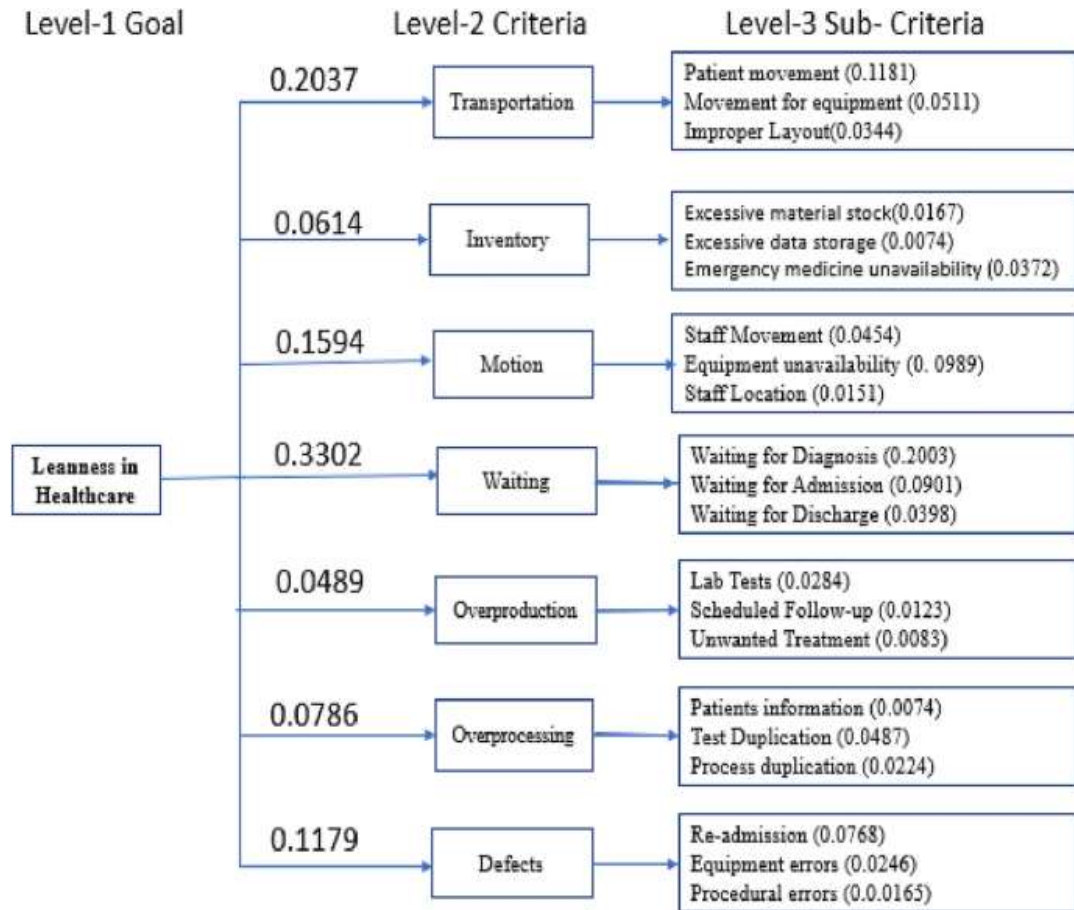 Level-1 Goal
Level-2 Criteria
Level-3 Sub- Criteria
0.2037
Transportation
Patient movement (0.1181)
Movement for equipment (0.0511)
Improper Layout(0.0344)
0.0614
Inventory
Excessive material stock(0.0167)
Excessive data storage (0.0074)
Emergency medicine unavailability (0.0372)
0.1594
Motion
Staff Movement (0.0454)
Equipment unavailability (0. 0989)
Staff Location (0.0151)
Leanness in
Healthcare
0.3302
Waiting
Waiting for Diagnosis (0.2003)
Waiting for Admission (0.0901)
Waiting for Discharge (0.0398)
0.0489
Overproduction
Lab Tests (0.0284)
Scheduled Follow-up (0.0123)
Unwanted Treatment (0.0083)
0.0786
Overprocessing
Patients information (0.0074)
Test Duplication (0.0487)
Process duplication (0.0224)
0.1179
Defects
Re-admission (0.0768)
Equipment errors (0.0246)
Procedural errors (0.0.0165)